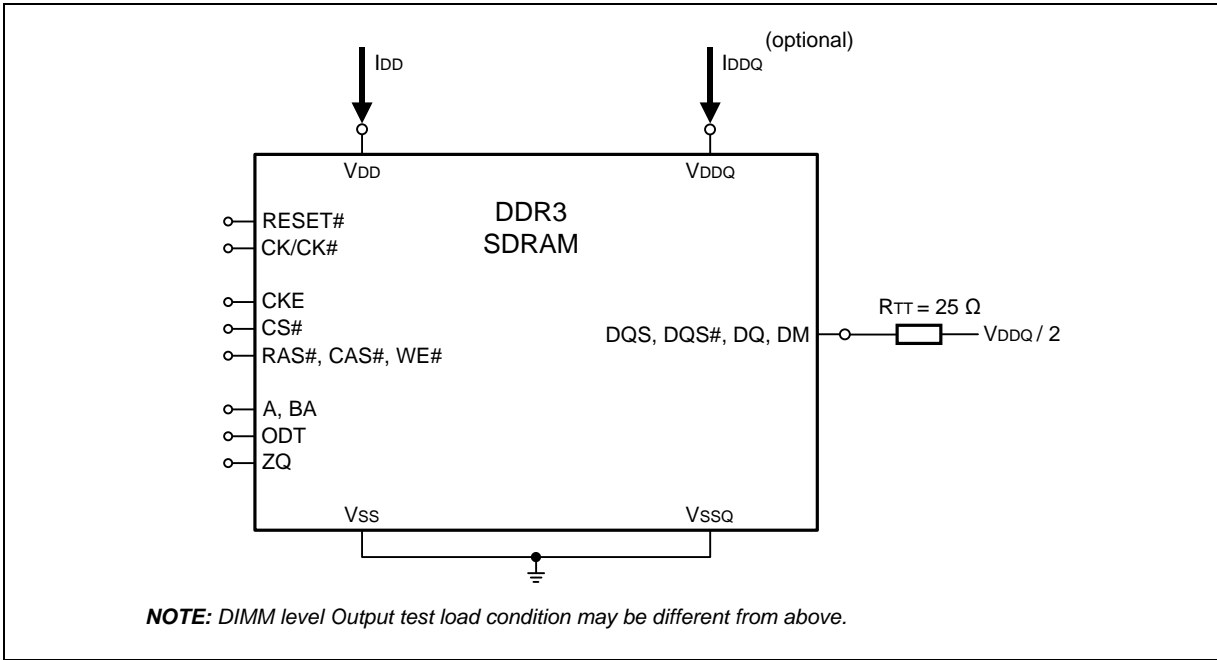 (optional)
IDD
IDDQ
VDD
VDDQ
DDR3
SDRAM
RESET#
CK/CK#
CKE
CS#
RAS#, CAS#, WE#
A, BA
ODT
ZQ
DQS, DQS#, DQ, DM
RTT = 25 Ω
VDDQ / 2
VSS
VSSQ
NOTE: DIMM level Output test load condition may be different from above.